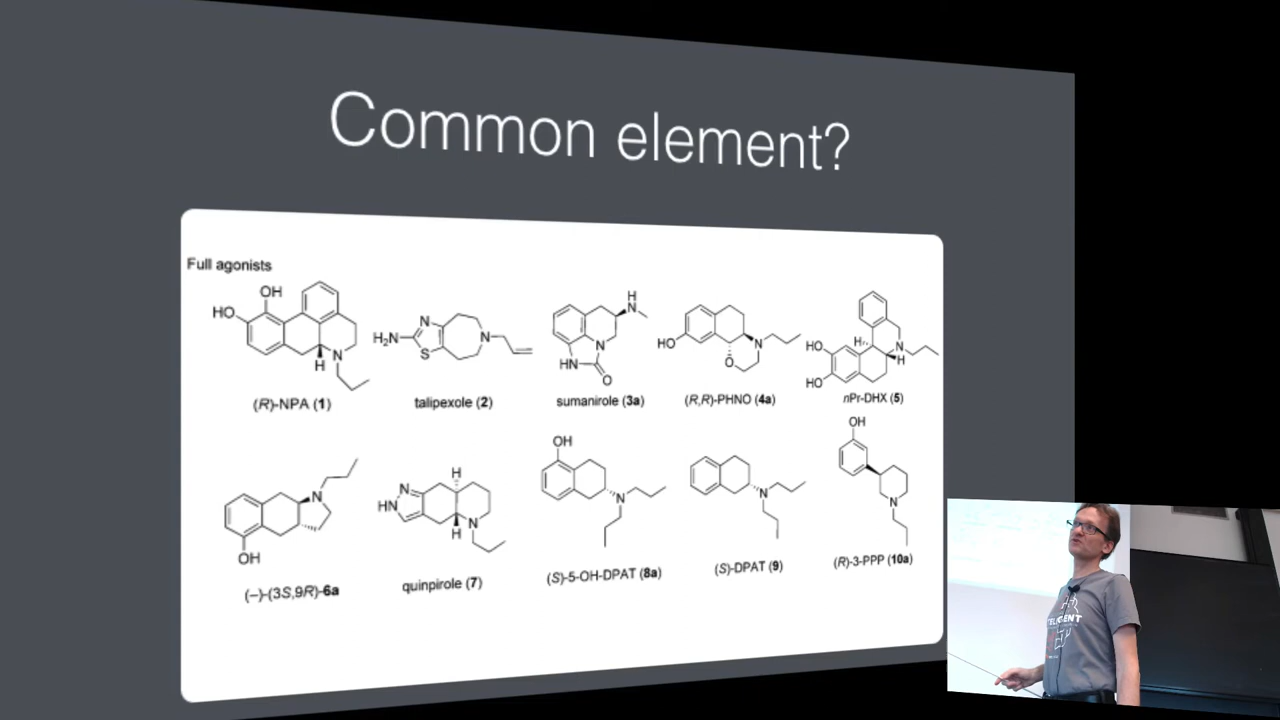 Common element?
Full agonists
OH
HO
H
N
(R)-NPA (1)
H₂N
N
S
N
talipexole (2)
H
N
N
HN
O
sumanirole (3a)
HO
N
O
(R,R)-PHNO (4a)
HO
HO
H
N
H
nPr-DHX (5)
N
OH
(–)-(3S,9R)-6a
N
HN
H
H
N
quinpirole (7)
OH
N
(S)-5-OH-DPAT (8a)
N
(S)-DPAT (9)
OH
N
(R)-3-PPP (10a)